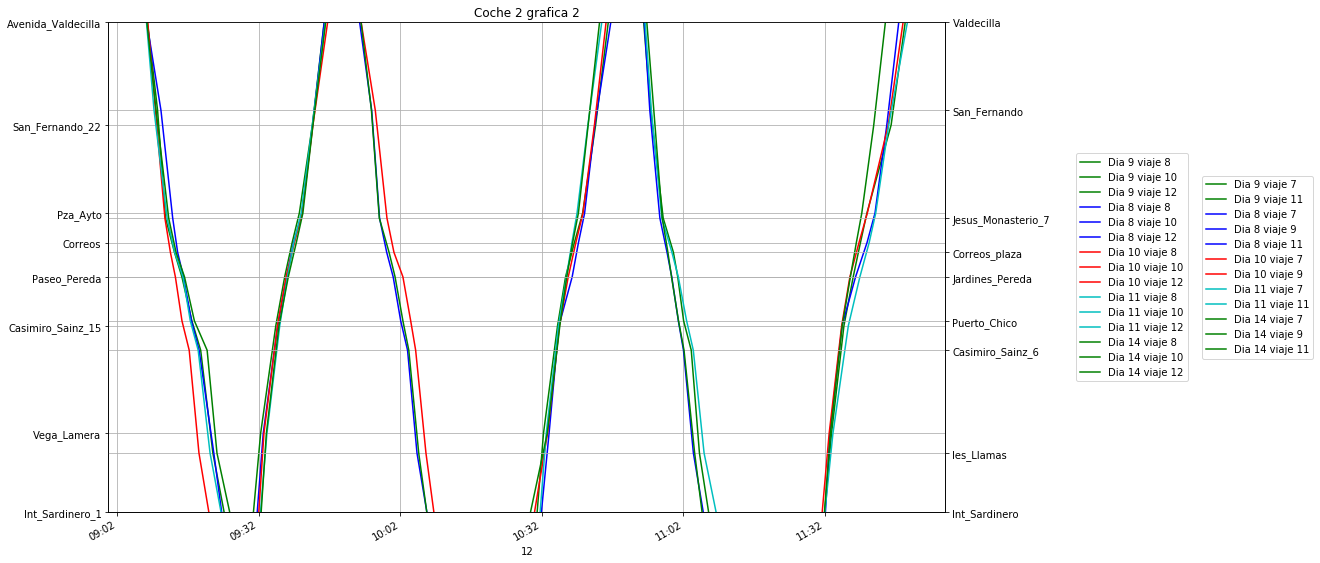 Coche 2 grafica 2
Avenida_Valdecilla
San_Fernando_22
Pza_Ayto
Correos
Paseo_Pereda
Casimiro_Sainz_15
Vega_Lamera
Int_Sardinero_1
Valdecilla
San_Fernando
Jesus_Monasterio_7
Correos_plaza
Jardines_Pereda
Puerto_Chico
Casimiro_Sainz_6
Ies_Llamas
Int_Sardinero
09:02
09:32
10:02
10:32
11:02
11:32
12
Dia 9 viaje 8
Dia 9 viaje 10
Dia 9 viaje 12
Dia 8 viaje 8
Dia 8 viaje 10
Dia 8 viaje 12
Dia 10 viaje 8
Dia 10 viaje 10
Dia 10 viaje 12
Dia 11 viaje 8
Dia 11 viaje 10
Dia 11 viaje 12
Dia 14 viaje 8
Dia 14 viaje 10
Dia 14 viaje 12
Dia 9 viaje 7
Dia 9 viaje 11
Dia 8 viaje 7
Dia 8 viaje 9
Dia 8 viaje 11
Dia 10 viaje 7
Dia 10 viaje 9
Dia 11 viaje 7
Dia 11 viaje 11
Dia 14 viaje 7
Dia 14 viaje 9
Dia 14 viaje 11